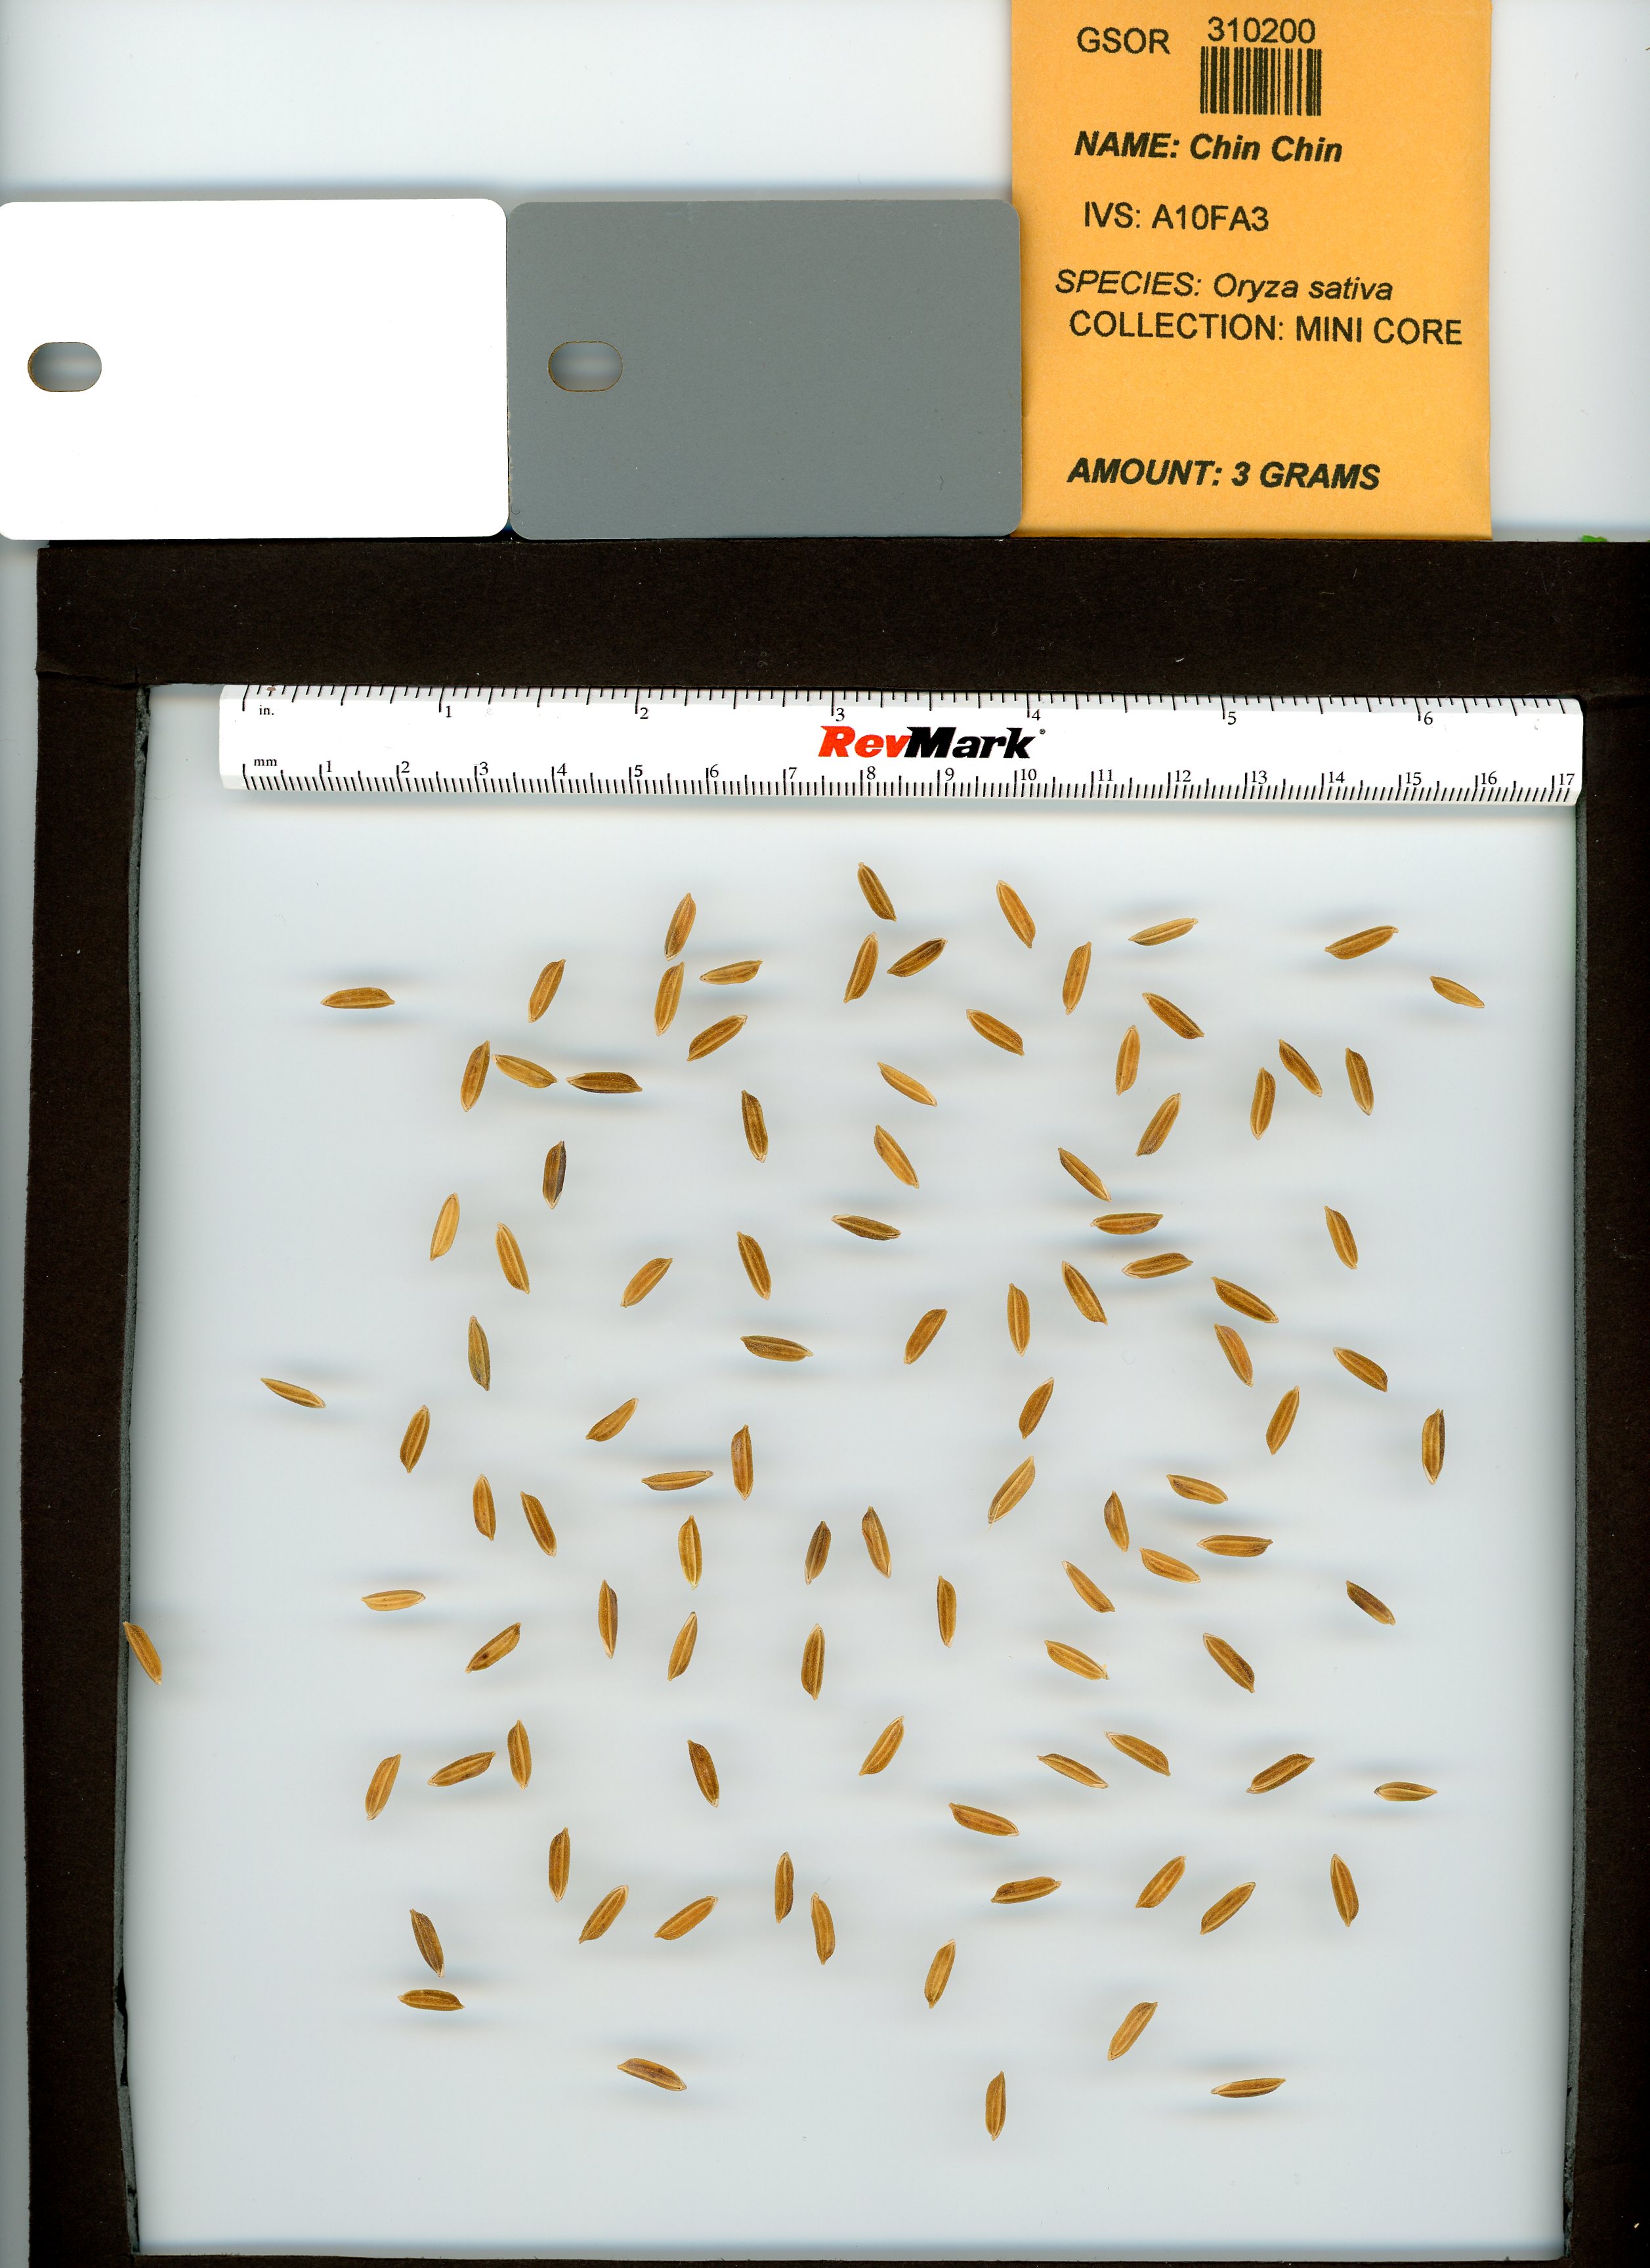 GSOR 310200
NAME: Chin Chin
IVS: A10FA3
SPECIES: Oryza sativa
COLLECTION: MINI CORE
AMOUNT: 3 GRAMS
in. 1 2 3 4 5 6
RevMark®
mm 1 2 3 4 5 6 7 8 9 10 11 12 13 14 15 16 17